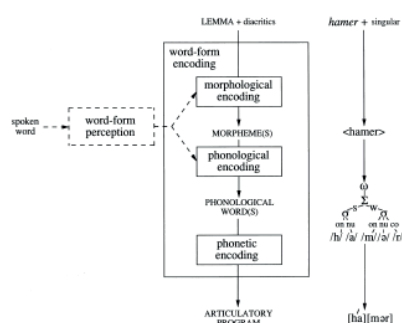 LEMMA + diacritics
word-form
encoding
morphological
encoding
MORPHEME(S)
phonological
encoding
PHONOLOGICAL
WORD(S)
phonetic
encoding
ARTICULATORY
PROGRAM
spoken
word
word-form
perception
hamer + singular
<hamer>
ω
Σ
s w
σ σ
on nu on nu co
/h/ /a/ /m/ /ə/ /r/
[há][mər]